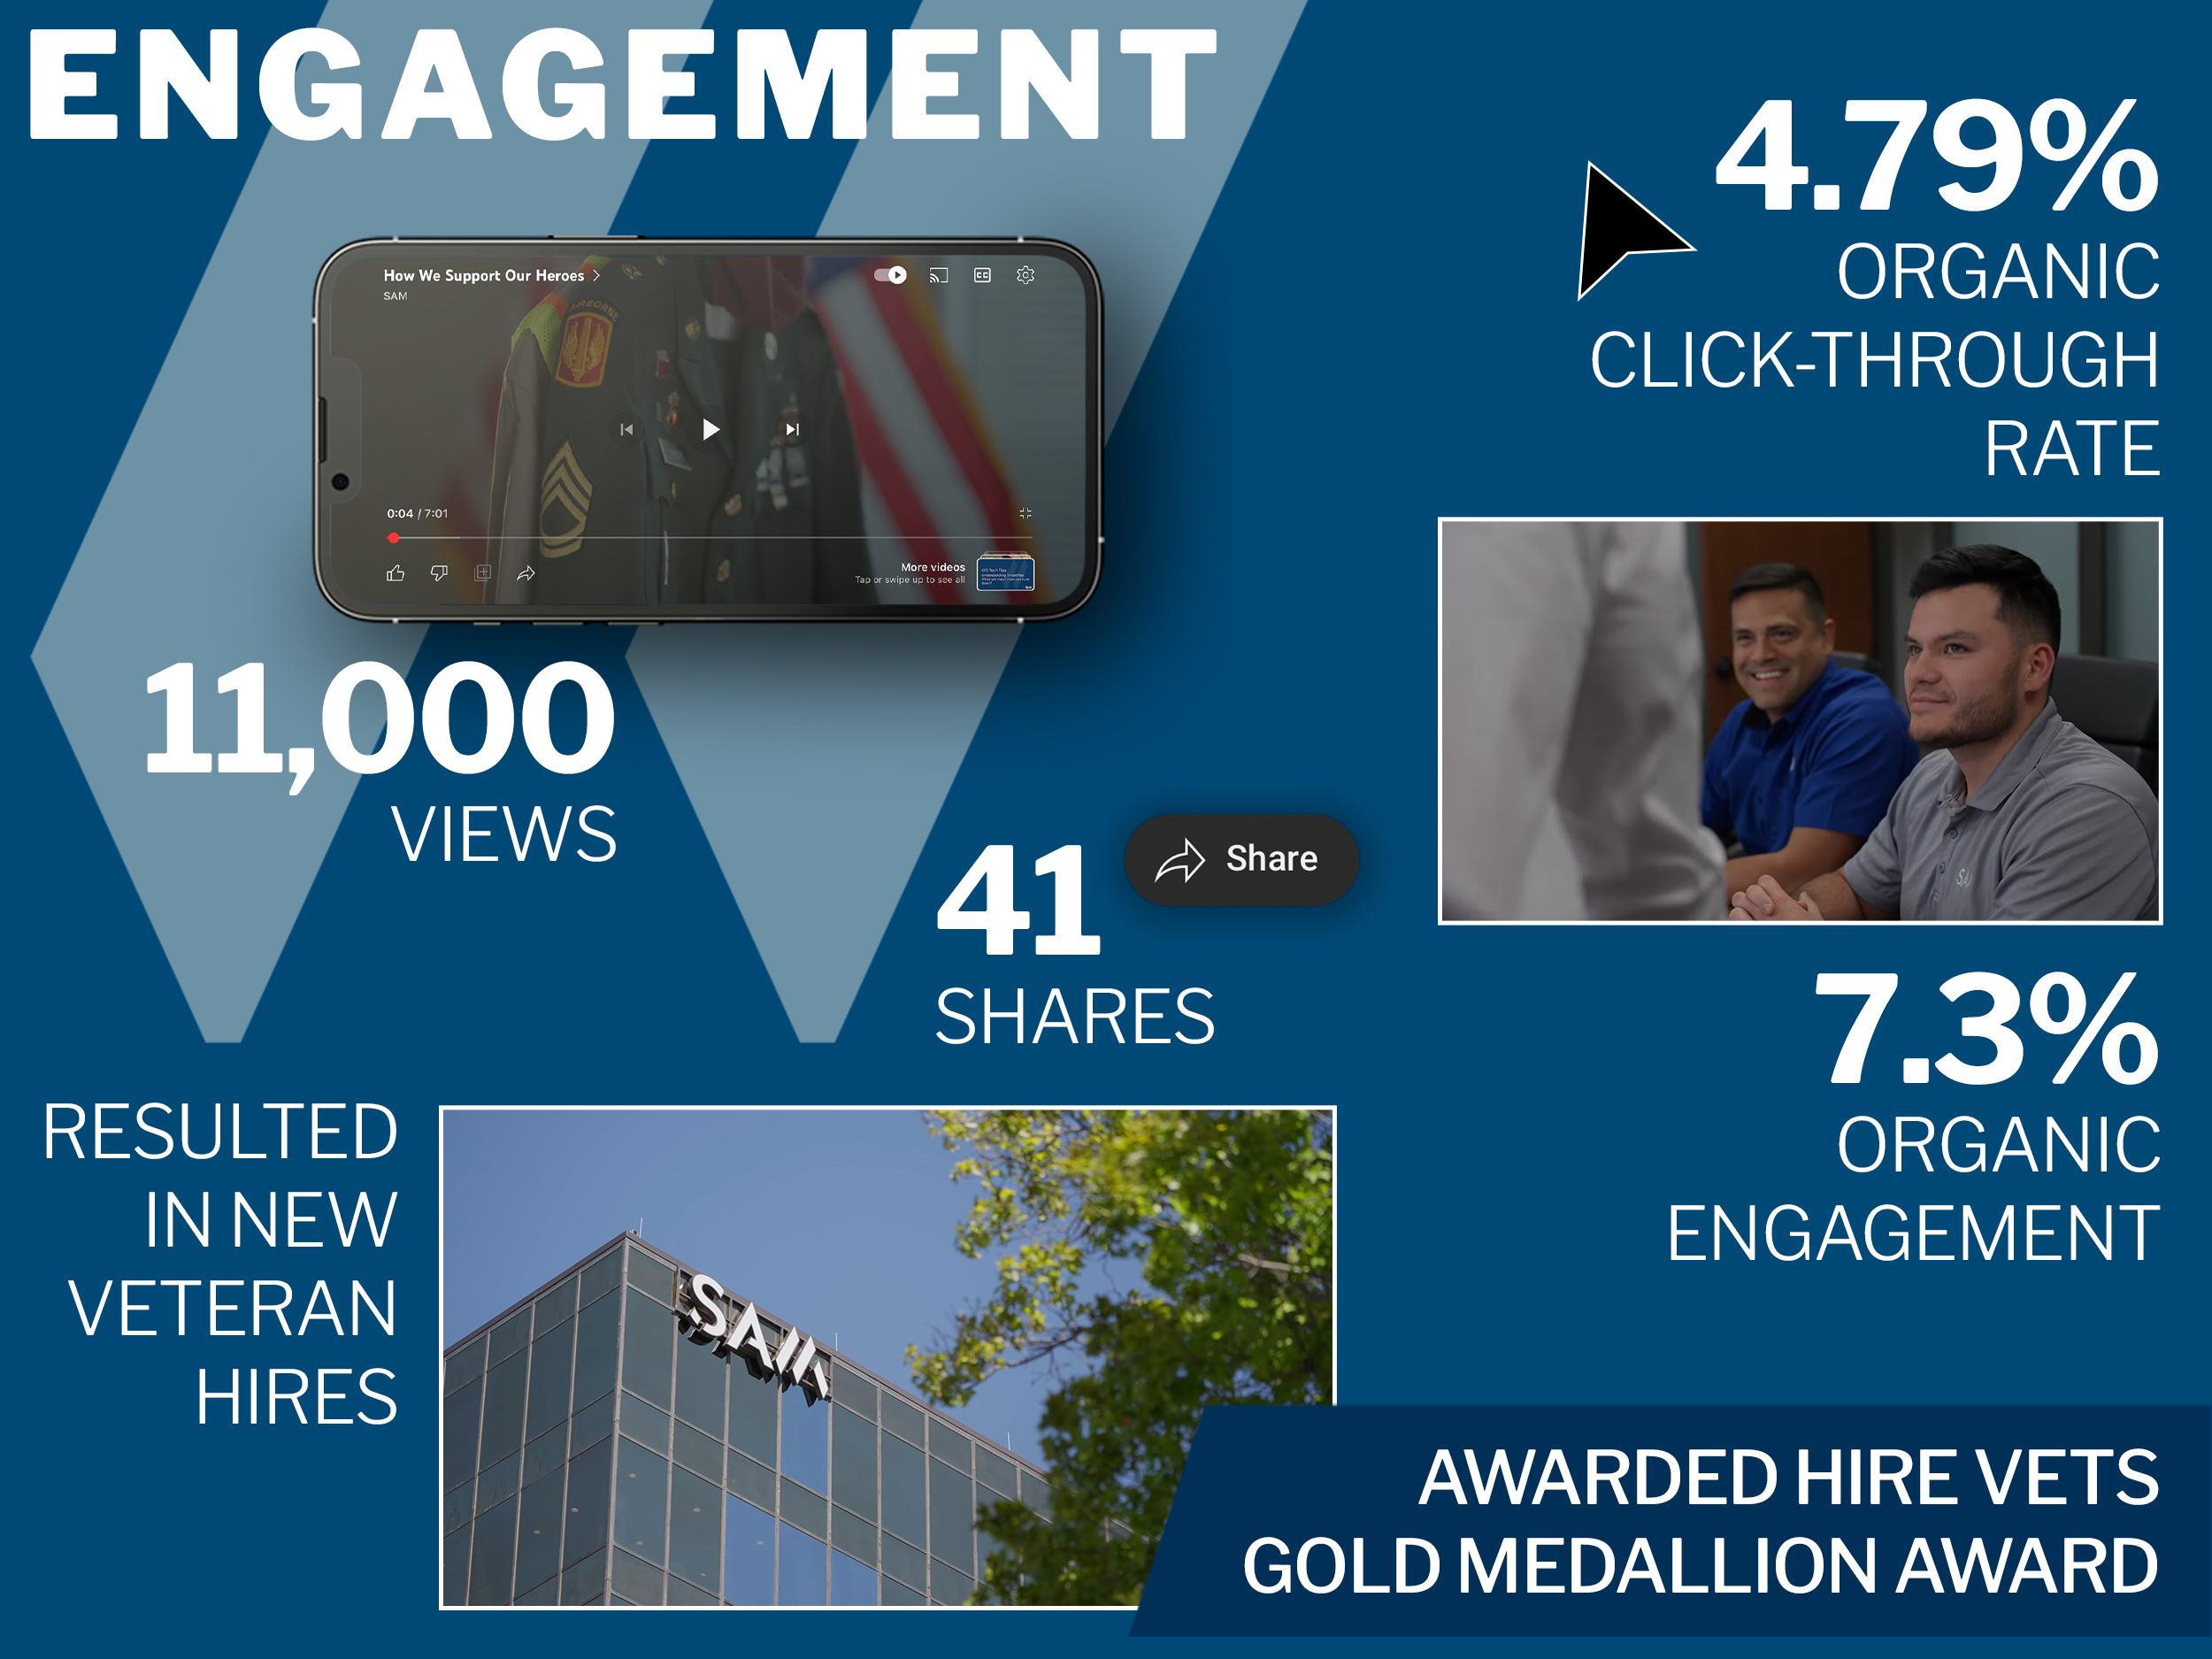 ENGAGEMENT
How We Support Our Heroes
SAM
AIRBORNE
0:04 / 7:01
More videos
Tap or swipe up to see all
11,000
VIEWS
41
Share
SHARES
4.79%
ORGANIC
CLICK-THROUGH
RATE
7.3%
ORGANIC
ENGAGEMENT
RESULTED
IN NEW
VETERAN
HIRES
SAM
AWARDED HIRE VETS
GOLD MEDALLION AWARD